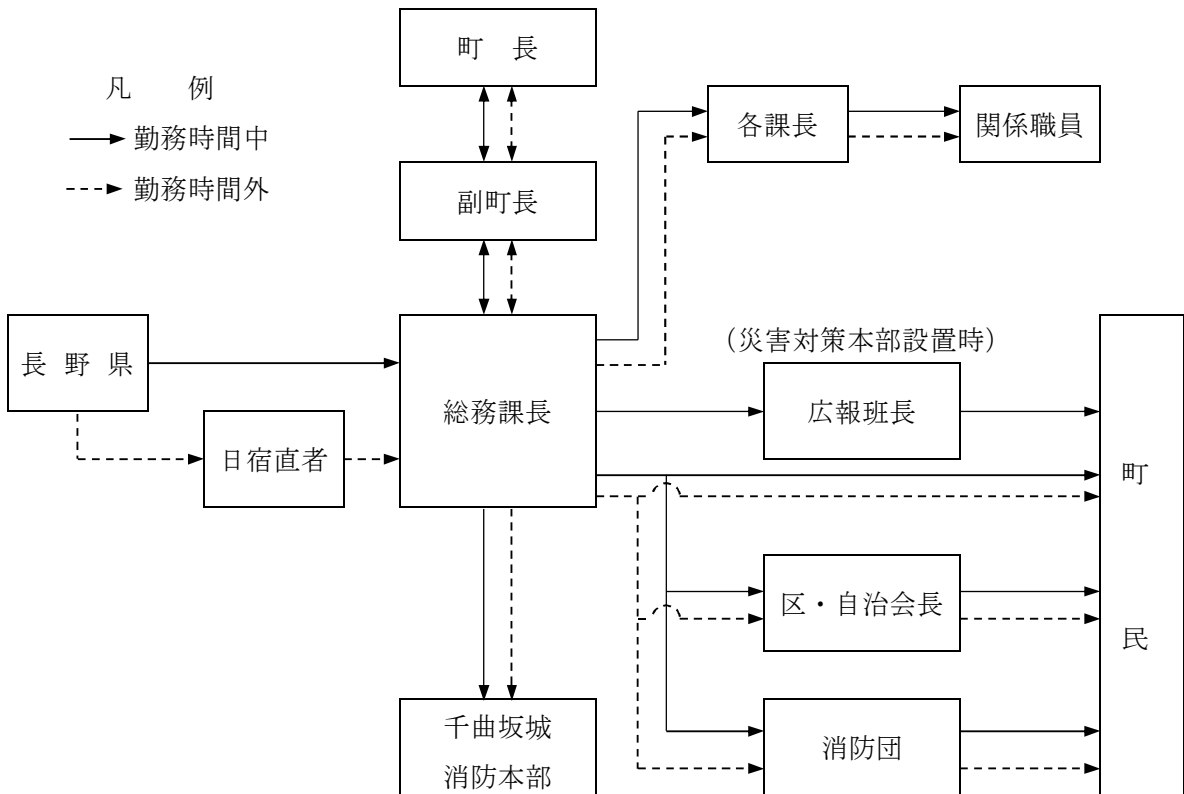 町　長
凡　　例
勤務時間中
勤務時間外
各課長
関係職員
副町長
長 野 県
日宿直者
総務課長
（災害対策本部設置時）
広報班長
町
民
区・自治会長
消防団
千曲坂城
消防本部